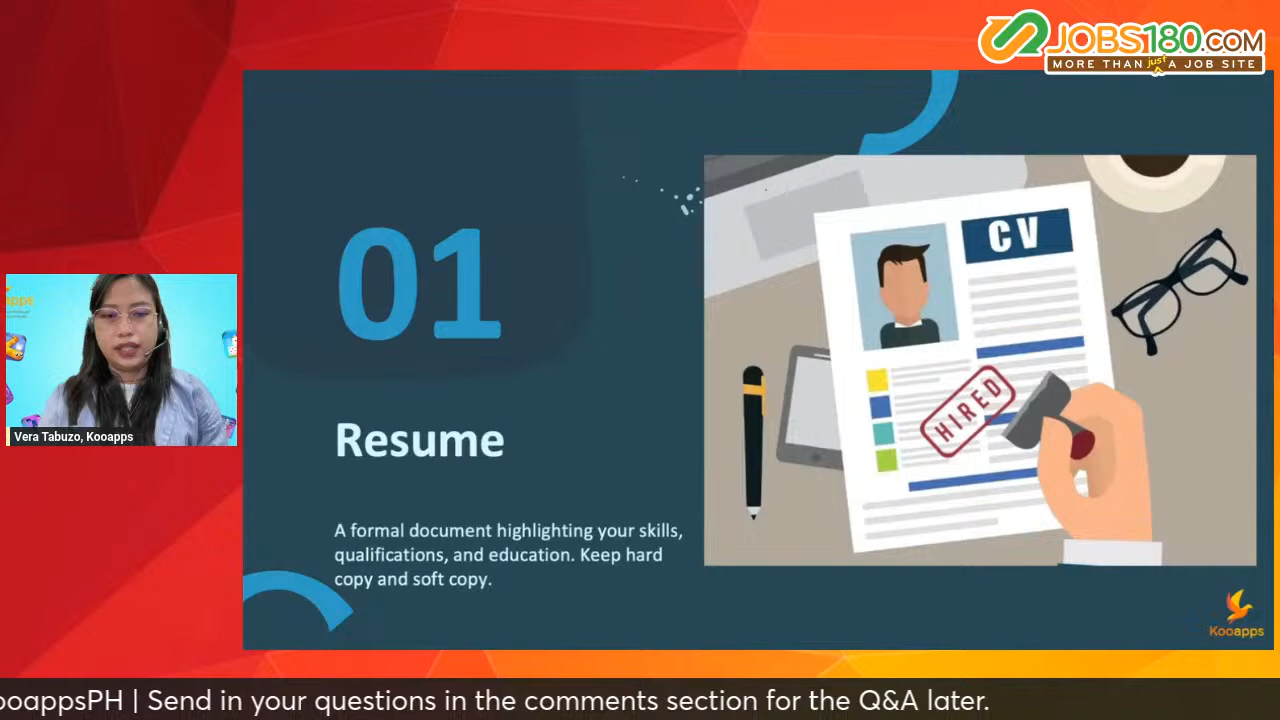 JOBS180.COM
MORE THAN just A JOB SITE
01
CV
HIRED
Resume
A formal document highlighting your skills,
qualifications, and education. Keep hard
copy and soft copy.
apps
Vera Tabuzo, Kooapps
Kooapps
ooappsPH | Send in your questions in the comments section for the Q&A later.